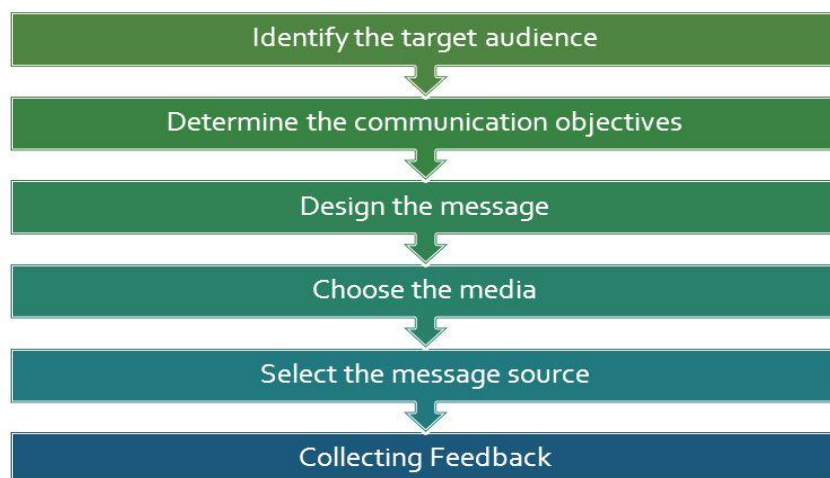 Identify the target audience
Determine the communication objectives
Design the message
Choose the media
Select the message source
Collecting Feedback